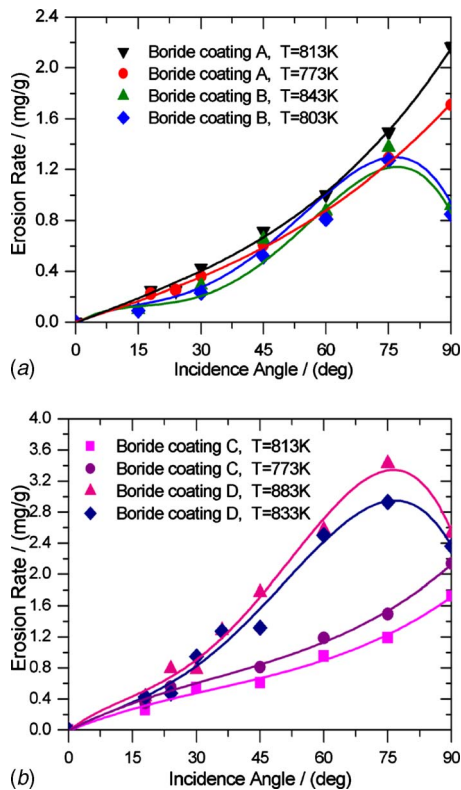 2.4
Boride coating A, T=813K
2.0
Boride coating A, T=773K
Boride coating B, T=843K
1.6
Boride coating B, T=803K
1.2
0.8
0.4
0.0
Erosion Rate / (mg/g)
0 15 30 45 60 75 90
(a) Incidence Angle / (deg)
4.0
3.6
Boride coating C, T=813K
3.2
Boride coating C, T=773K
Boride coating D, T=883K
2.8
Boride coating D, T=833K
2.4
2.0
1.6
1.2
0.8
0.4
0.0
Erosion Rate / (mg/g)
0 15 30 45 60 75 90
(b) Incidence Angle / (deg)